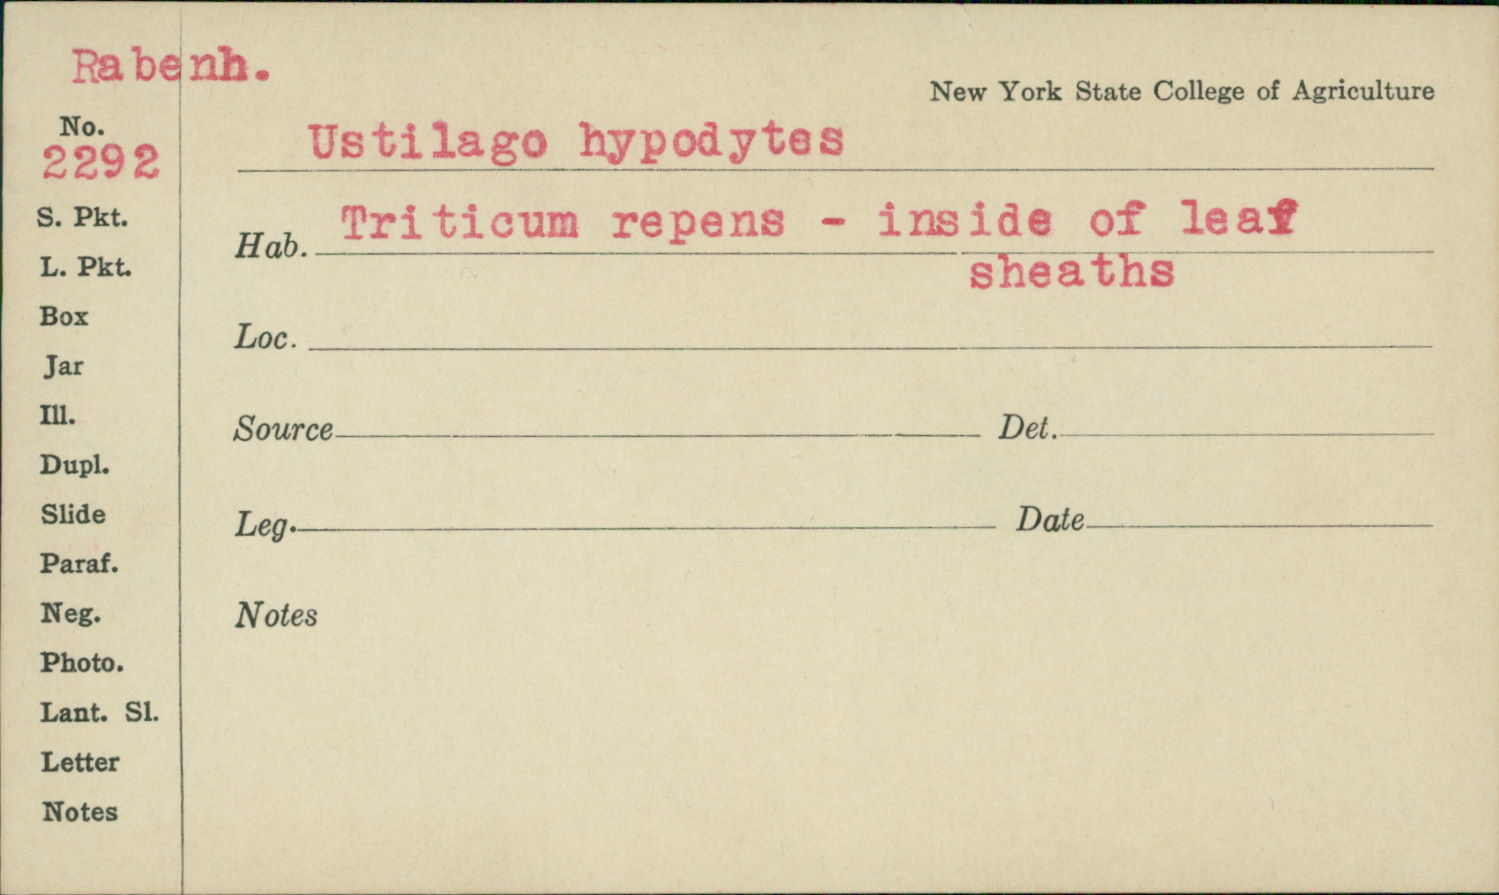 Rabenh.
New York State College of Agriculture
No.
2292
Ustilago hypodytes
S. Pkt.
Hab. Triticum repens - inside of leaf
sheaths
L. Pkt.
Box
Loc.
Jar
Ill.
Source Det.
Dupl.
Slide
Leg. Date
Paraf.
Neg.
Notes
Photo.
Lant. Sl.
Letter
Notes